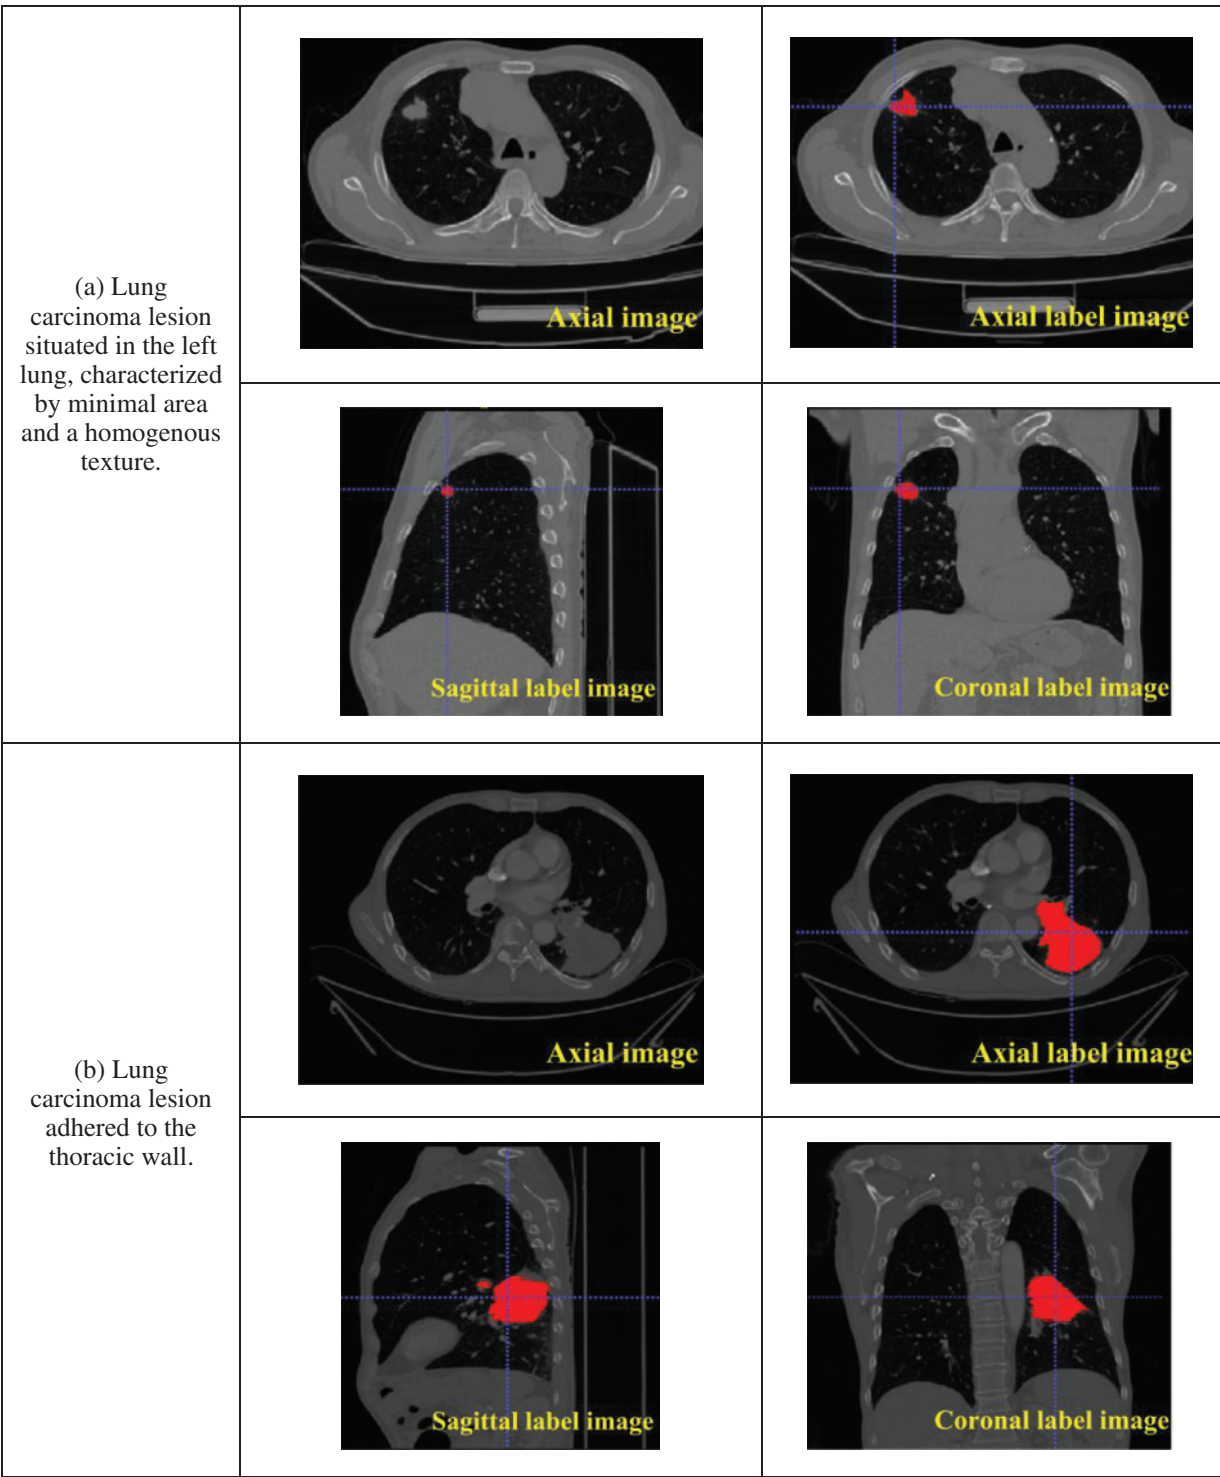 (a) Lung
carcinoma lesion
situated in the left
lung, characterized
by minimal area
and a homogenous
texture.
Axial image
Axial label image
Sagittal label image
Coronal label image
(b) Lung
carcinoma lesion
adhered to the
thoracic wall.
Axial image
Axial label image
Sagittal label image
Coronal label image